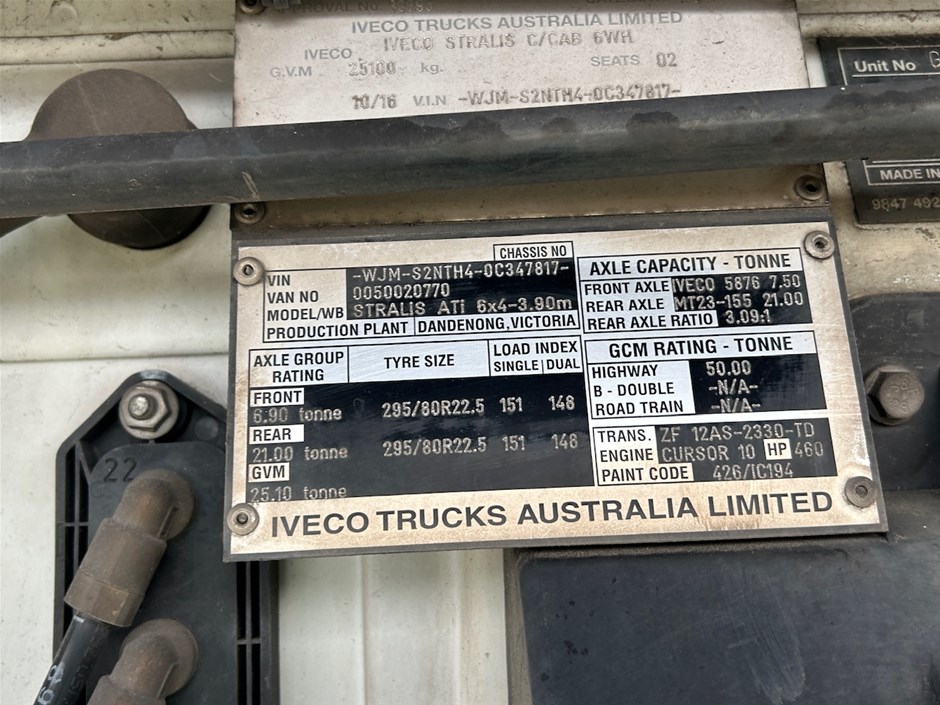 IVECO TRUCKS AUSTRALIA LIMITED
IVECO IVECO STRALIS C/CAB 6WH
G.V.M 25100 kg. SEATS 02
10/16 V.I.N -WJM-S2NTH4-0C347817-
Unit No
MADE IN
9847 492
CHASSIS NO
VIN -WJM-S2NTH4-0C347817-
VAN NO 0050020770
MODEL/WB STRALIS ATi 6x4-3.90m
PRODUCTION PLANT DANDENONG, VICTORIA
AXLE CAPACITY - TONNE
FRONT AXLE IVECO 5876 7.50
REAR AXLE MT23-155 21.00
REAR AXLE RATIO 3.09:1
AXLE GROUP RATING TYRE SIZE LOAD INDEX
SINGLE DUAL
FRONT
6.90 tonne 295/80R22.5 151 148
REAR
21.00 tonne 295/80R22.5 151 148
GVM
25.10 tonne
GCM RATING - TONNE
HIGHWAY 50.00
B - DOUBLE -N/A-
ROAD TRAIN -N/A-
TRANS. ZF 12AS-2330-TD
ENGINE CURSOR 10 HP 460
PAINT CODE 426/IC194
IVECO TRUCKS AUSTRALIA LIMITED
22